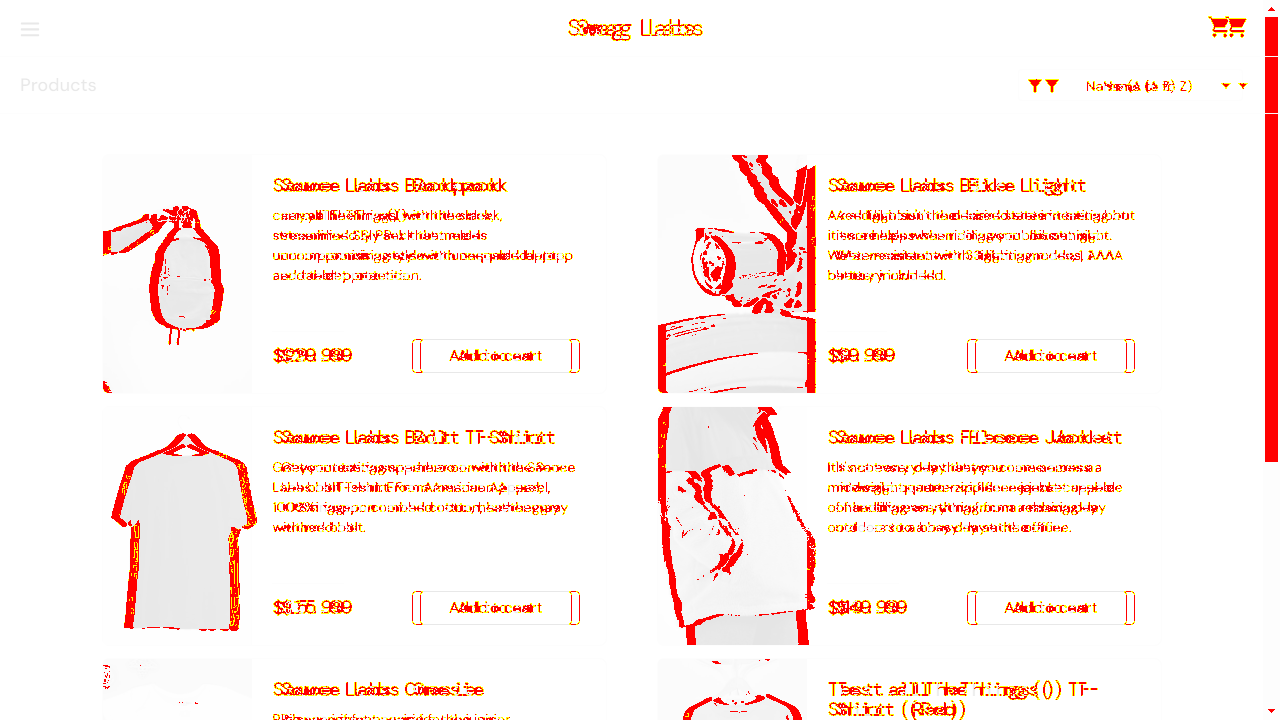 Swag Labs
Products
Name (A to Z)
Sauce Labs Backpack
carry.allTheThings() with the sleek,
streamlined Sly Pack that melds
uncompromising style with unequaled laptop
and tablet protection.
$29.99
Add to cart
Sauce Labs Bike Light
A red light isn't the desired state in testing but
it sure helps when riding your bike at night.
Water-resistant with 3 lighting modes, 1 AAA
battery included.
$9.99
Add to cart
Sauce Labs Bolt T-Shirt
Get your testing superhero on with the Sauce
Labs bolt T-shirt. From American Apparel,
100% ringspun combed cotton, heather gray
with red bolt.
$15.99
Add to cart
Sauce Labs Fleece Jacket
It's not every day that you come across a
midweight quarter-zip fleece jacket capable
of handling everything from a relaxing day
outdoors to a busy day at the office.
$49.99
Add to cart
Sauce Labs Onesie
Test.allTheThings() T-
Shirt (Red)